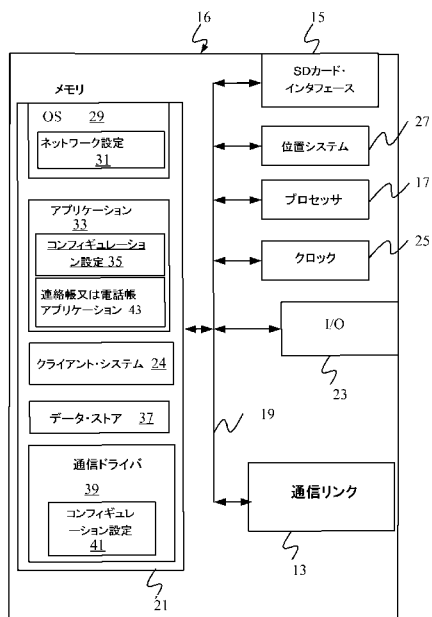 16
15
メモリ
OS 29
ネットワーク設定
31
アプリケーション
33
コンフィギュレーショ
ン設定 35
連絡帳又は電話帳
アプリケーション 43
クライアント・システム 24
データ・ストア 37
通信ドライバ
39
コンフィギュレ
ーション設定
41
21
SDカード・
インタフェース
位置システム
27
プロセッサ
17
クロック
25
I/O
23
19
通信リンク
13